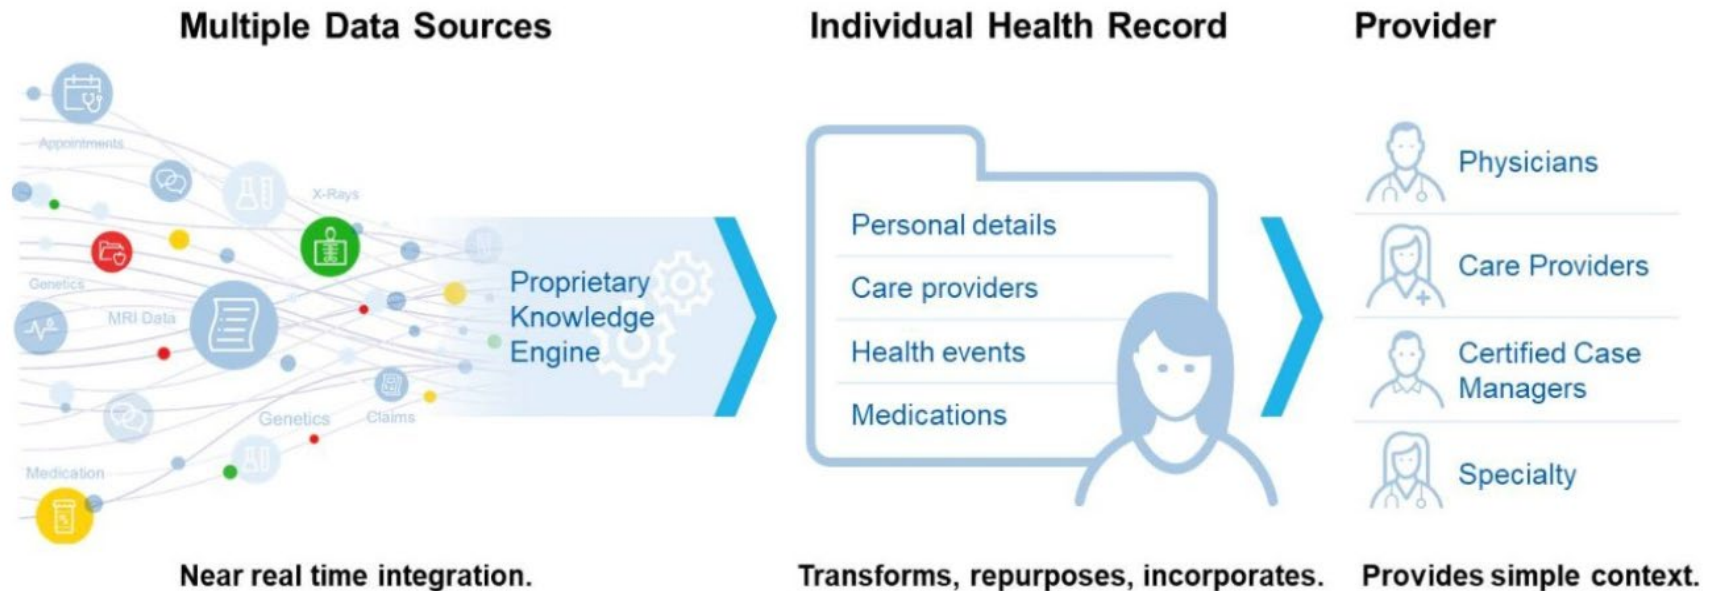 Multiple Data Sources
Individual Health Record
Provider
Appointments
X-Rays
Genetics
MRI Data
Genetics
Claims
Medication
Proprietary
Knowledge
Engine
Personal details
Care providers
Health events
Medications
Physicians
Care Providers
Certified Case
Managers
Specialty
Near real time integration.
Transforms, repurposes, incorporates.
Provides simple context.